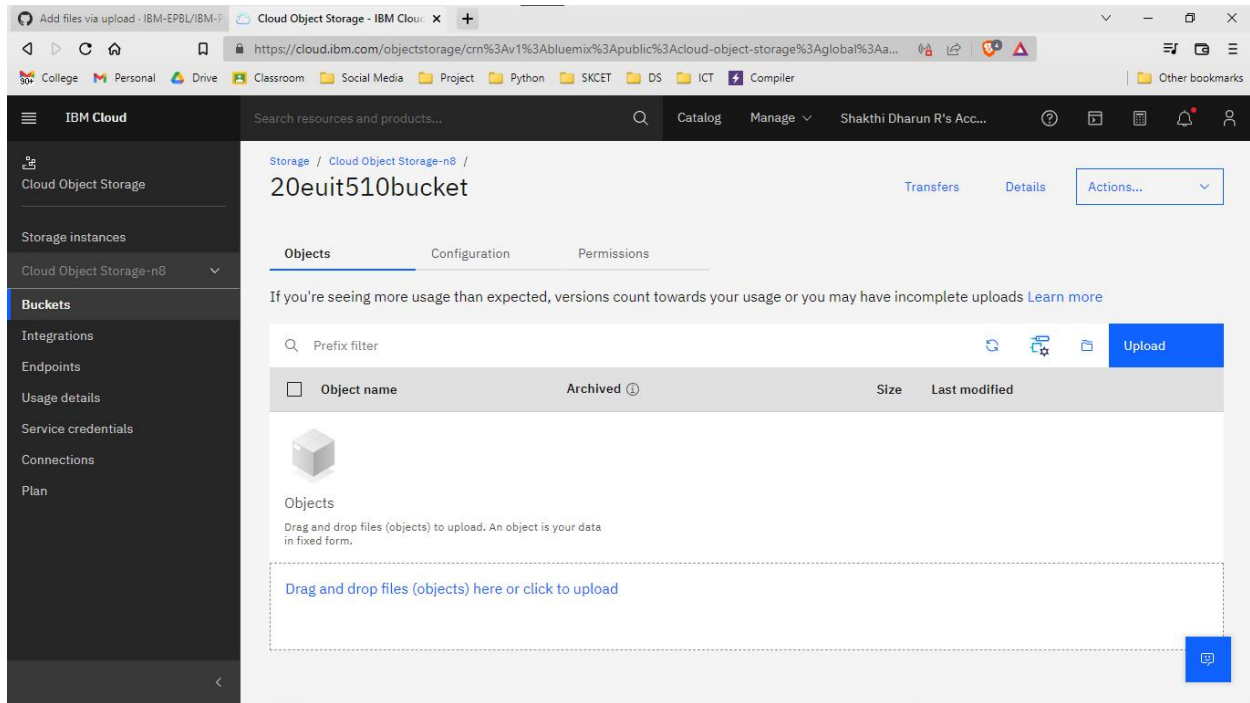 Add files via upload · IBM-EPBL/IBM-P
Cloud Object Storage - IBM Clou
https://cloud.ibm.com/objectstorage/crn%3Av1%3Abluemix%3Apublic%3Acloud-object-storage%3Aglobal%3Aa...
90+ College
Personal
Drive
Classroom
Social Media
Project
Python
SKCET
DS
ICT
Compiler
Other bookmarks
IBM Cloud
Search resources and products...
Catalog
Manage
Shakthi Dharun R's Acc...
Cloud Object Storage
Storage instances
Cloud Object Storage-n8
Buckets
Integrations
Endpoints
Usage details
Service credentials
Connections
Plan
Storage / Cloud Object Storage-n8 /
20euit510bucket
Transfers
Details
Actions...
Objects
Configuration
Permissions
If you're seeing more usage than expected, versions count towards your usage or you may have incomplete uploads Learn more
Prefix filter
Upload
Object name
Archived
Size
Last modified
Objects
Drag and drop files (objects) to upload. An object is your data
in fixed form.
Drag and drop files (objects) here or click to upload